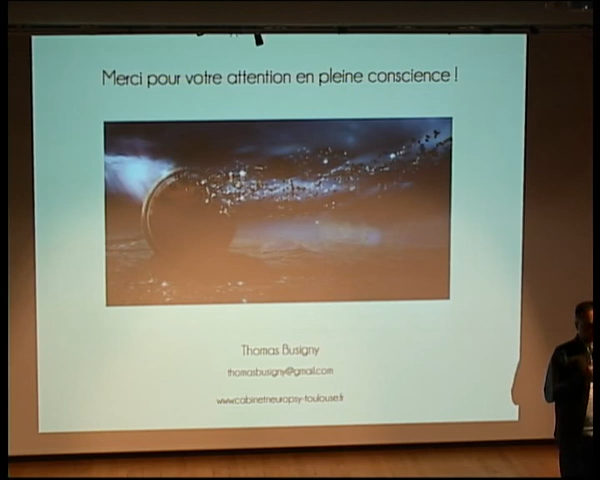 Merci pour votre attention en pleine conscience !
Thomas Busigny
thomasbusigny@gmail.com
www.cabinetneuropsy-toulouse.fr